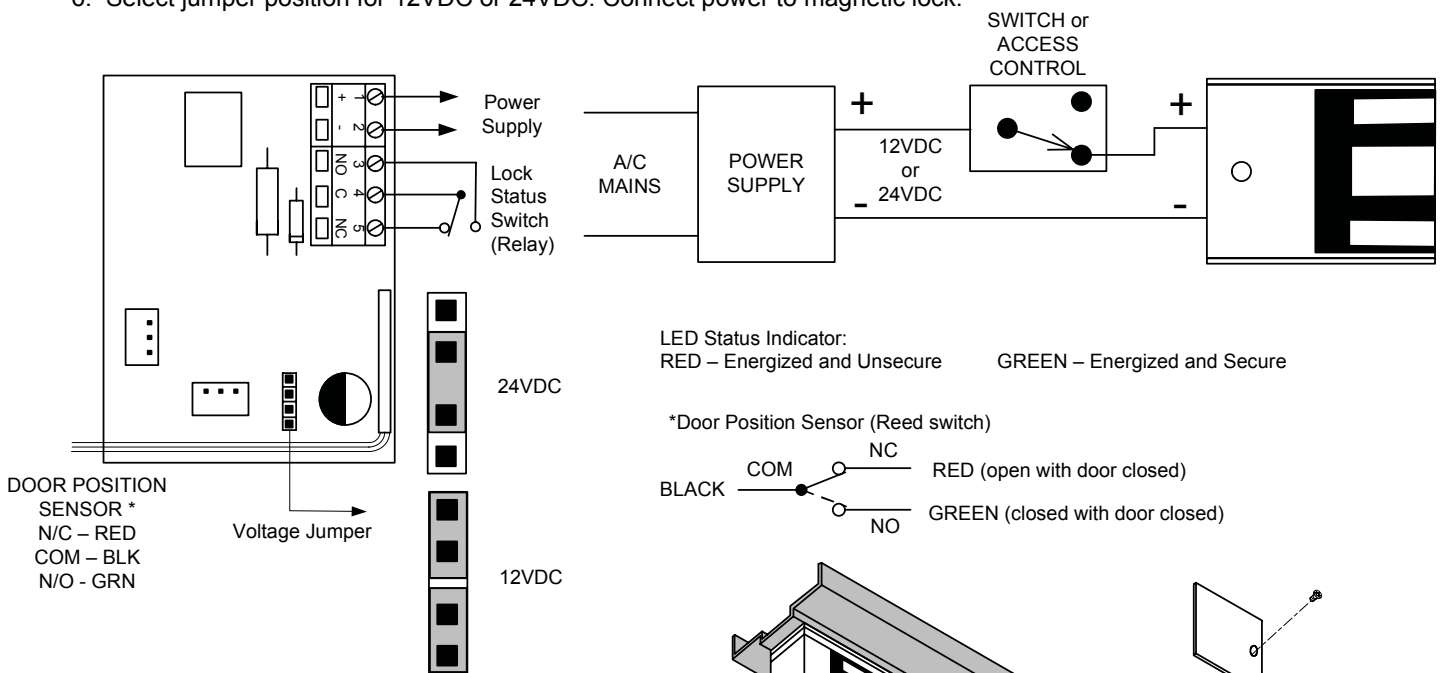 6. Select jumper position for 12VDC or 24VDC. Connect power to magnetic lock.
SWITCH or
ACCESS
CONTROL
+ 1
- 2
NO 3
C 4
NC 5
Power
Supply
Lock
Status
Switch
(Relay)
A/C
MAINS
POWER
SUPPLY
+
12VDC
or
24VDC
-
+
-
24VDC
12VDC
LED Status Indicator:
RED – Energized and Unsecure GREEN – Energized and Secure
*Door Position Sensor (Reed switch)
NC
COM
RED (open with door closed)
BLACK
GREEN (closed with door closed)
NO
DOOR POSITION
SENSOR *
N/C – RED
COM – BLK
N/O - GRN
Voltage Jumper